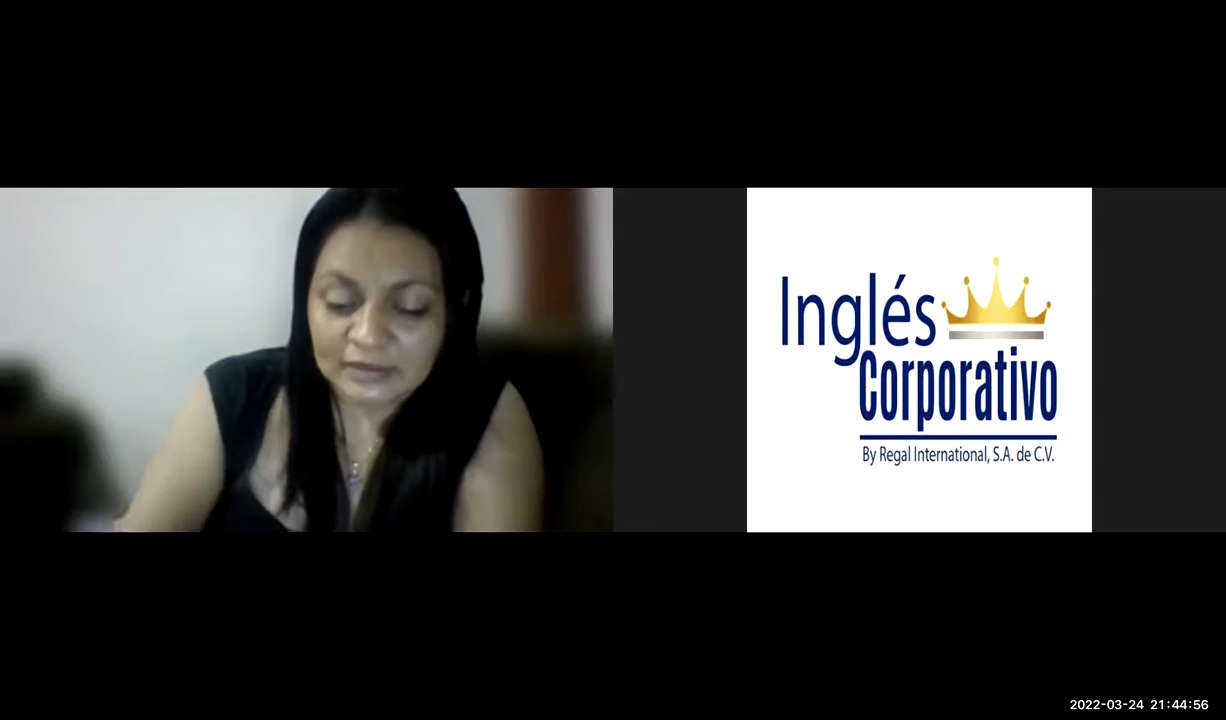 Inglés
Corporativo
By Regal International, S.A. de C.V.
2022-03-24 21:44:56